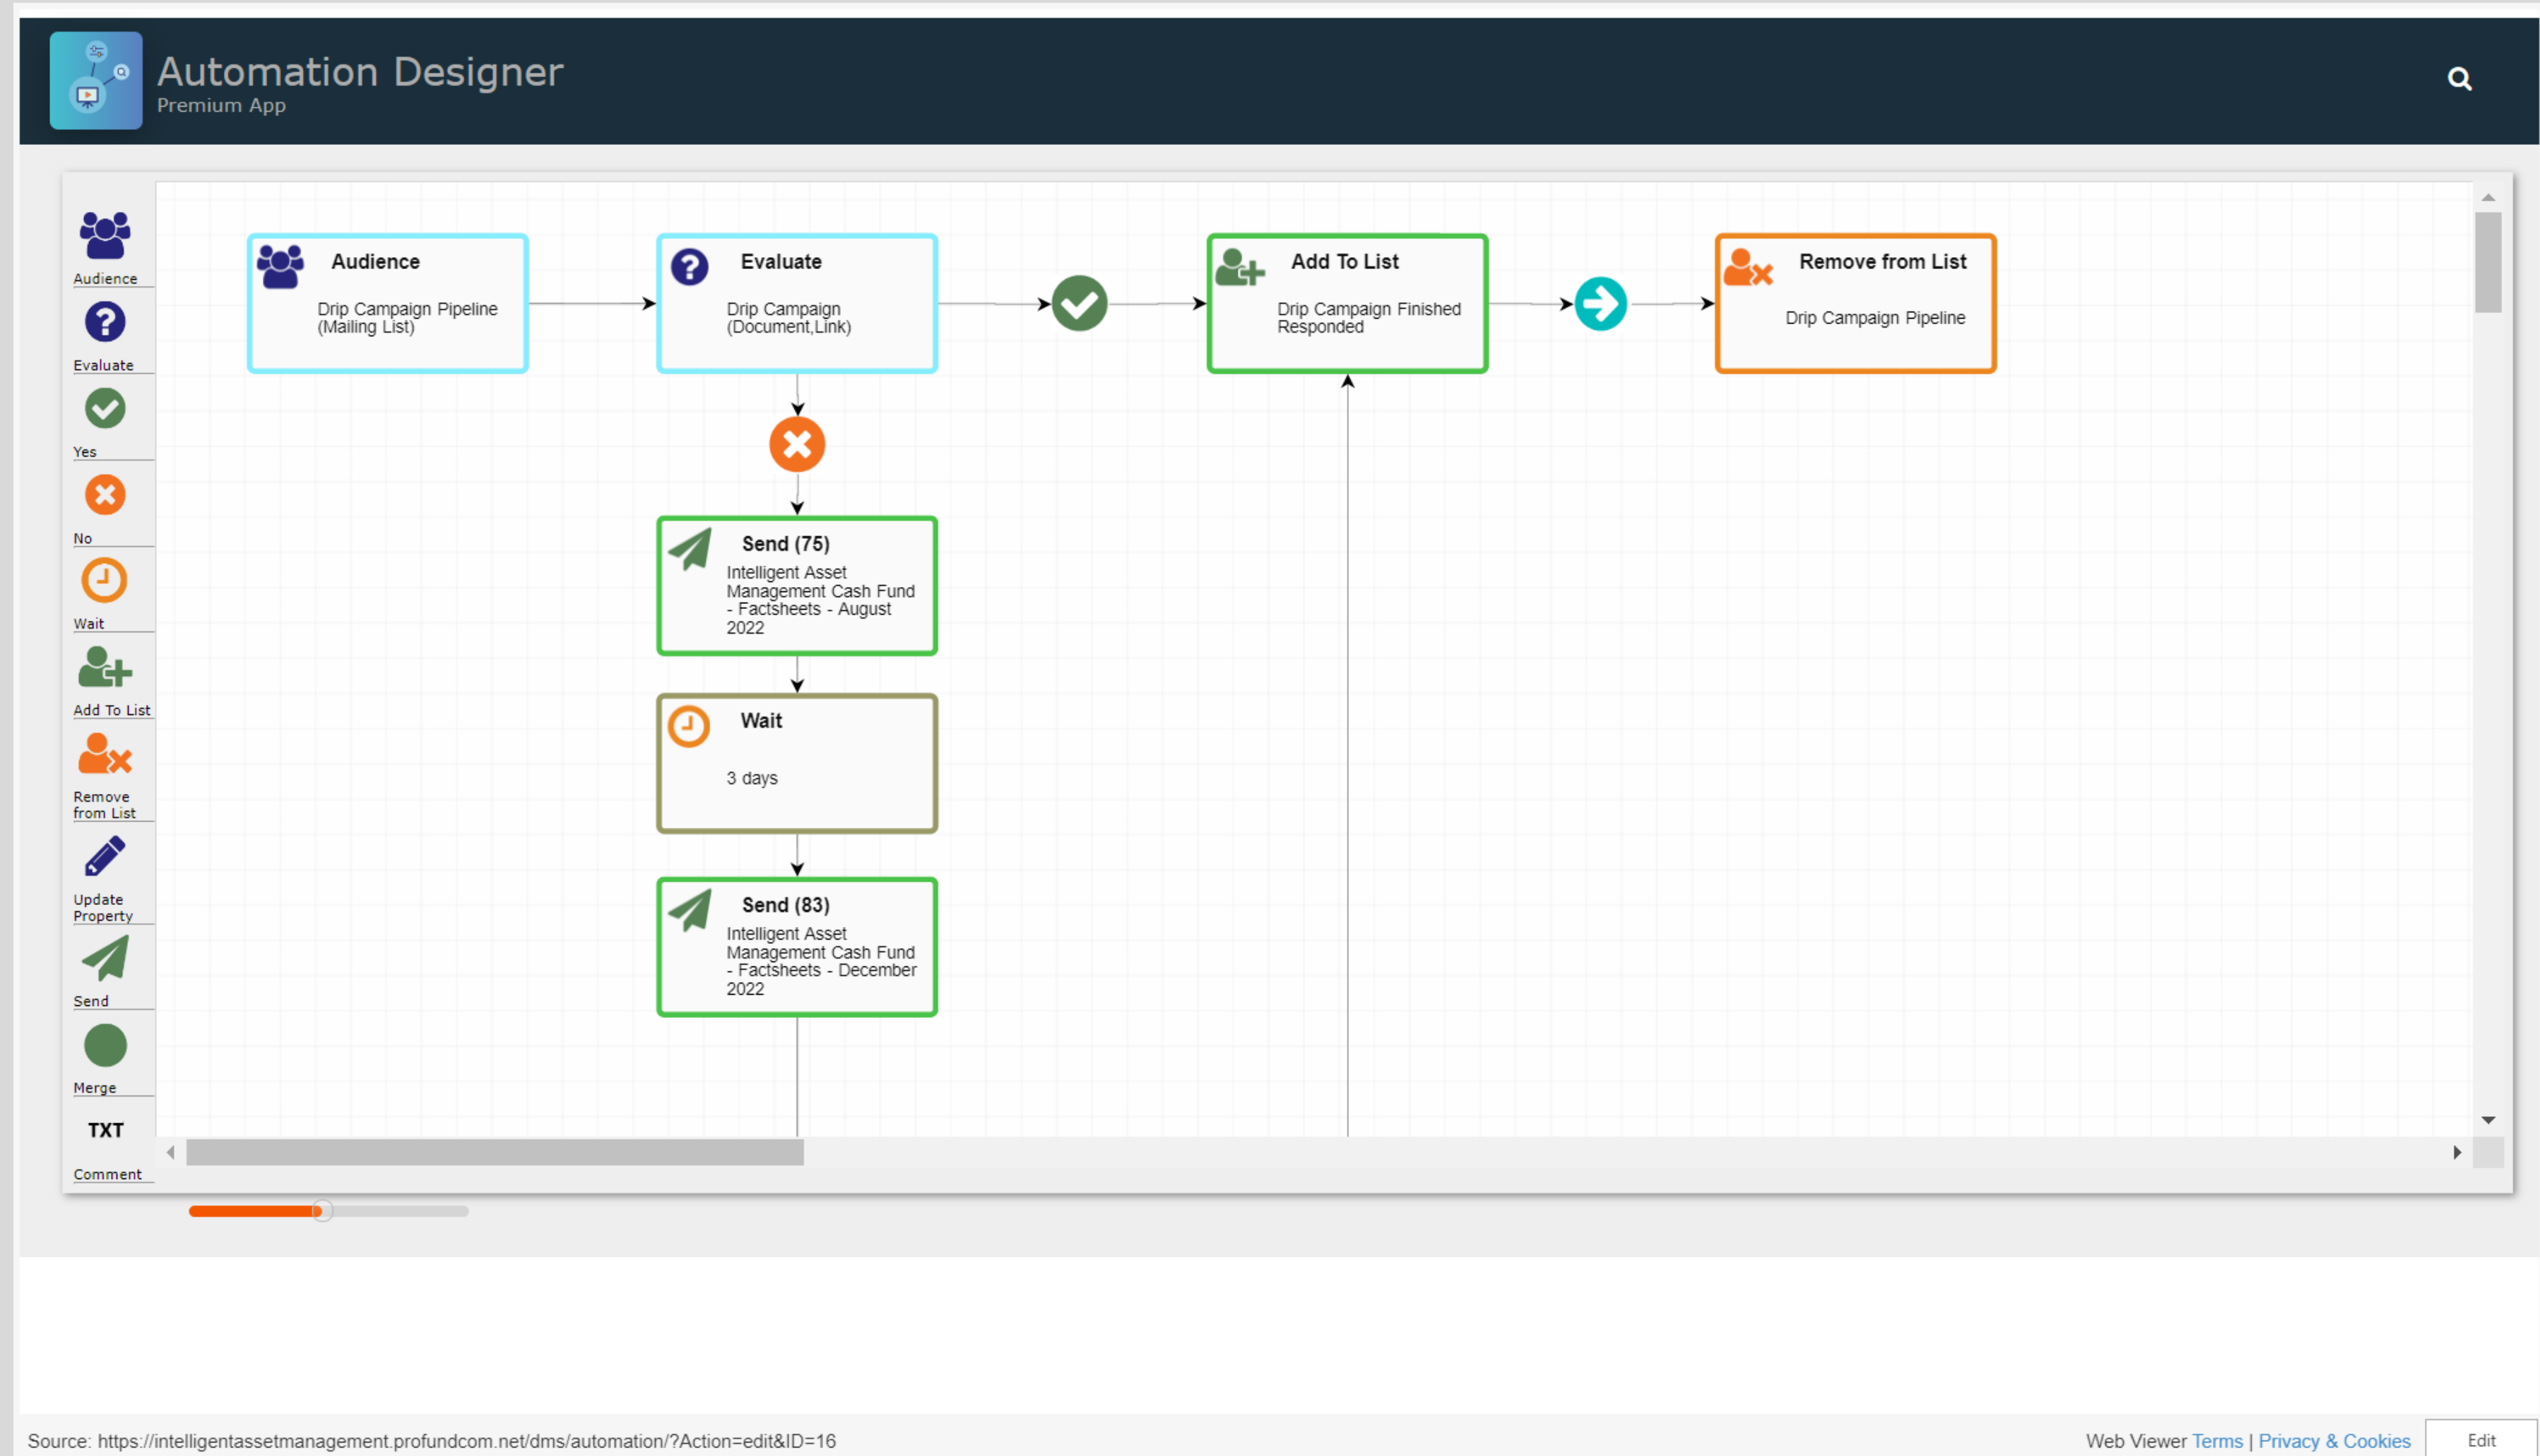 Automation Designer
Premium App
Audience
Evaluate
Yes
No
Wait
Add To List
Remove
from List
Update
Property
Send
Merge
TXT
Comment
Audience
Drip Campaign Pipeline
(Mailing List)
Evaluate
Drip Campaign
(Document,Link)
Add To List
Drip Campaign Finished
Responded
Remove from List
Drip Campaign Pipeline
Send (75)
Intelligent Asset
Management Cash Fund
- Factsheets - August
2022
Wait
3 days
Send (83)
Intelligent Asset
Management Cash Fund
- Factsheets - December
2022
Source: https://intelligentassetmanagement.profundcom.net/dms/automation/?Action=edit&ID=16
Web Viewer Terms | Privacy & Cookies
Edit